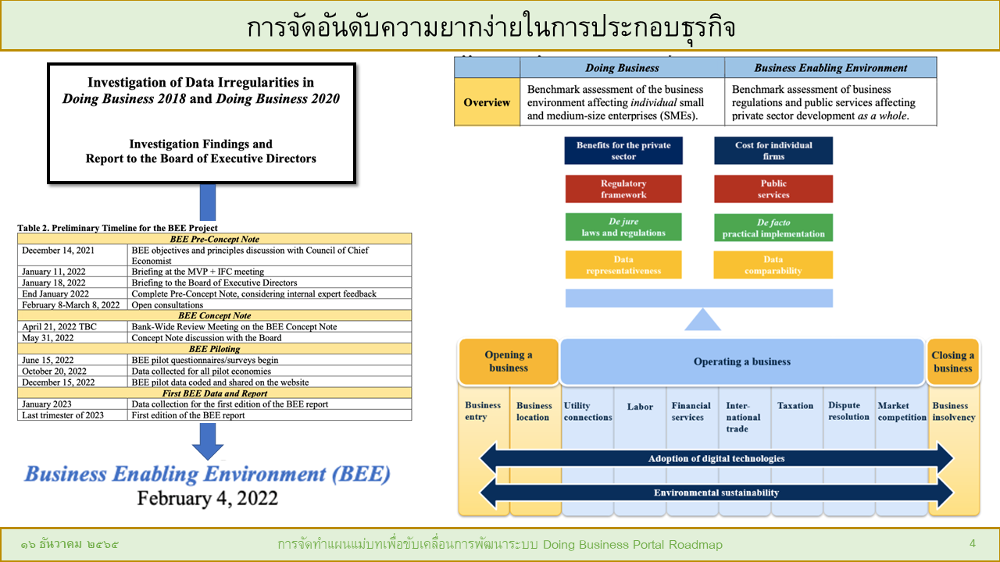 การจัดอันดับความยากง่ายในการประกอบธุรกิจ
Investigation of Data Irregularities in
Doing Business 2018 and Doing Business 2020
Investigation Findings and
Report to the Board of Executive Directors
Table 2. Preliminary Timeline for the BEE Project
BEE Pre-Concept Note
December 14, 2021 BEE objectives and principles discussion with Council of Chief
Economist
January 11, 2022 Briefing at the MVP + IFC meeting
January 18, 2022 Briefing to the Board of Executive Directors
End January 2022 Complete Pre-Concept Note, considering internal expert feedback
February 8-March 8, 2022 Open consultations
BEE Concept Note
April 21, 2022 TBC Bank-Wide Review Meeting on the BEE Concept Note
May 31, 2022 Concept Note discussion with the Board
BEE Piloting
June 15, 2022 BEE pilot questionnaires/surveys begin
October 20, 2022 Data collected for all pilot economies
December 15, 2022 BEE pilot data coded and shared on the website
First BEE Data and Report
January 2023 Data collection for the first edition of the BEE report
Last trimester of 2023 First edition of the BEE report
Business Enabling Environment (BEE)
February 4, 2022
Doing Business Business Enabling Environment
Overview
Benchmark assessment of the business
environment affecting individual small
and medium-size enterprises (SMEs).
Benchmark assessment of business
regulations and public services affecting
private sector development as a whole.
Benefits for the private
sector
Cost for individual
firms
Regulatory
framework
Public
services
De jure
laws and regulations
De facto
practical implementation
Data
representativeness
Data
comparability
Opening a
business
Operating a business
Closing a
business
Business
entry
Business
location
Utility
connections
Labor
Financial
services
Inter-
national
trade
Taxation
Dispute
resolution
Market
competition
Business
insolvency
Adoption of digital technologies
Environmental sustainability
๑๖ ธันวาคม ๒๕๖๕
การจัดทำแผนแม่บทเพื่อขับเคลื่อนการพัฒนาระบบ Doing Business Portal Roadmap
4